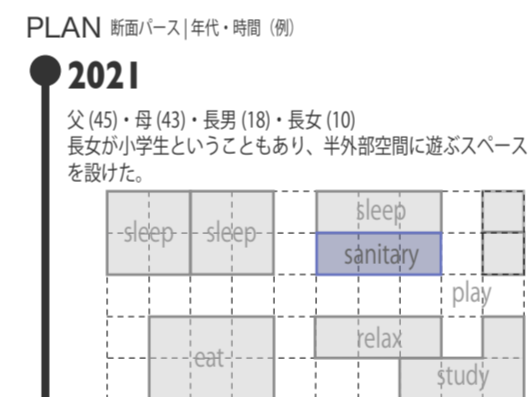 PLAN 断面パース|年代・時間（例）
2021
父 (45)・母 (43)・長男 (18)・長女 (10)
長女が小学生ということもあり、半外部空間に遊ぶスペース
を設けた。
sleep
sleep sleep
sanitary
play
relax
eat
study